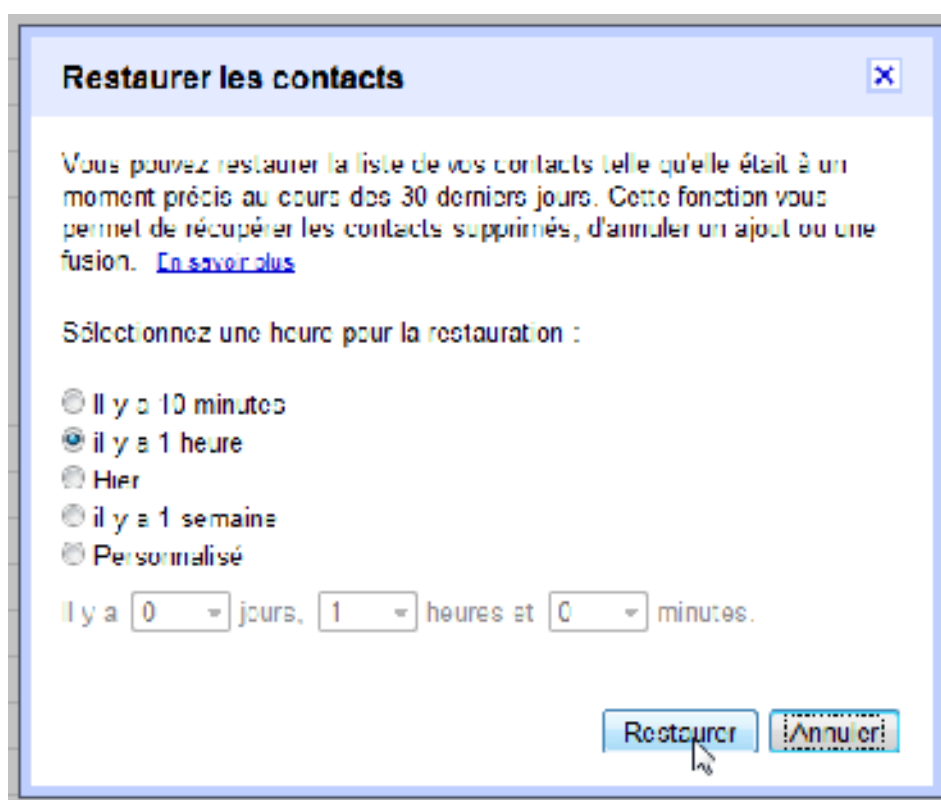 Restaurer les contacts
Vous pouvez restaurer la liste de vos contacts telle qu'elle était à un
moment précis au cours des 30 derniers jours. Cette fonction vous
permet de récupérer les contacts supprimés, d'annuler un ajout ou une
fusion. En savoir plus
Sélectionnez une heure pour la restauration :
Il y a 10 minutes
il y a 1 heure
Hier
il y a 1 semaine
Personnalisé
Il y a 0 jours, 1 heures et 0 minutes.
Restaurer Annuler